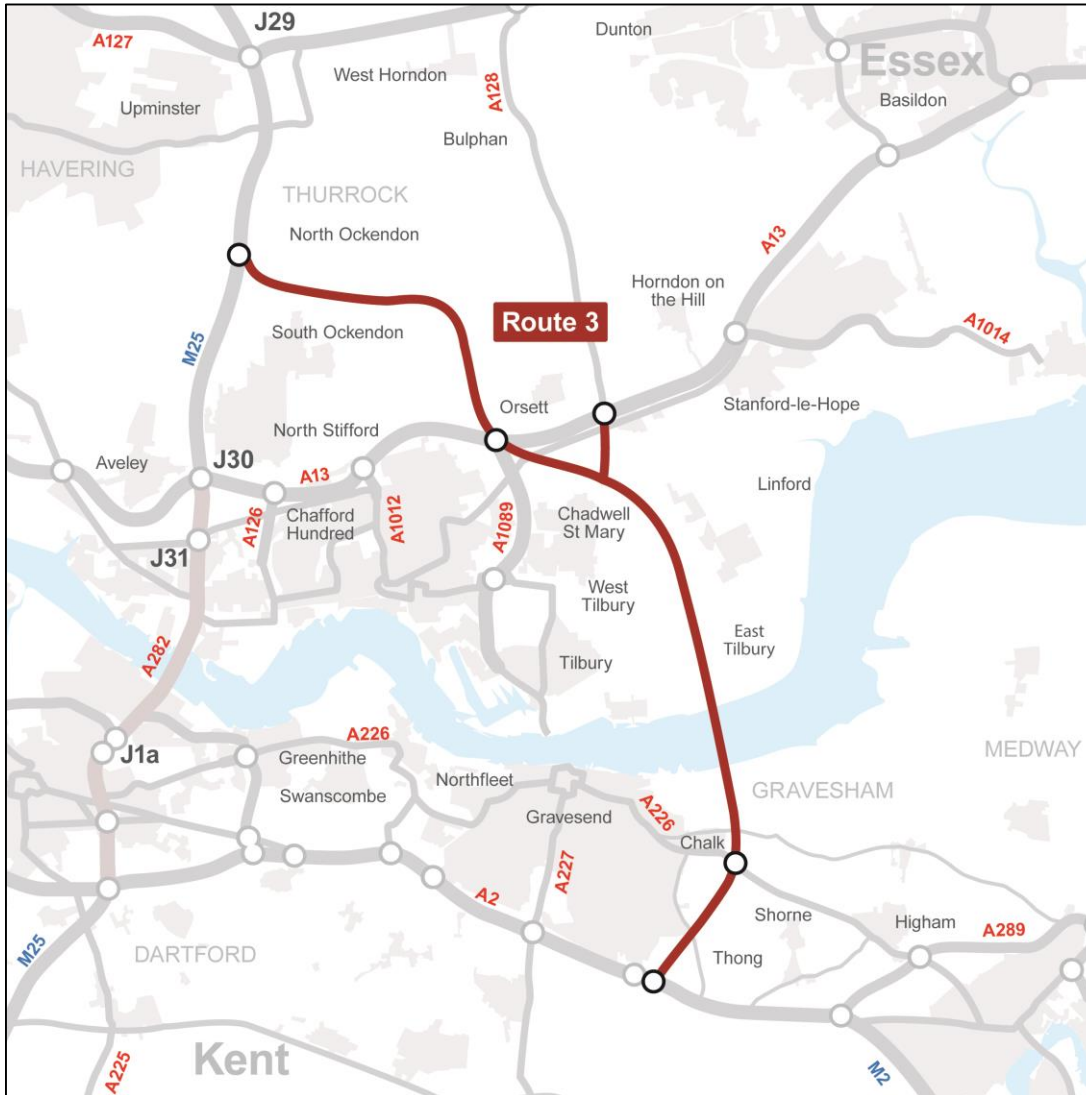 J29
A127
Dunton
Essex
West Horndon
A128
Upminster
Basildon
Bulphan
HAVERING
THURROCK
North Ockendon
A13
Horndon on
the Hill
Route 3
South Ockendon
M25
A1014
Orsett
Stanford-le-Hope
North Stifford
Aveley
J30
A13
Linford
A126
Chafford
Hundred
A1012
A1089
Chadwell
St Mary
J31
West
Tilbury
East
Tilbury
A282
Tilbury
A226
J1a
Greenhithe
MEDWAY
Northfleet
Swanscombe
GRAVESHAM
Gravesend
A226
Chalk
A227
A2
Shorne
Higham
A289
M25
DARTFORD
Thong
Kent
A225
M2